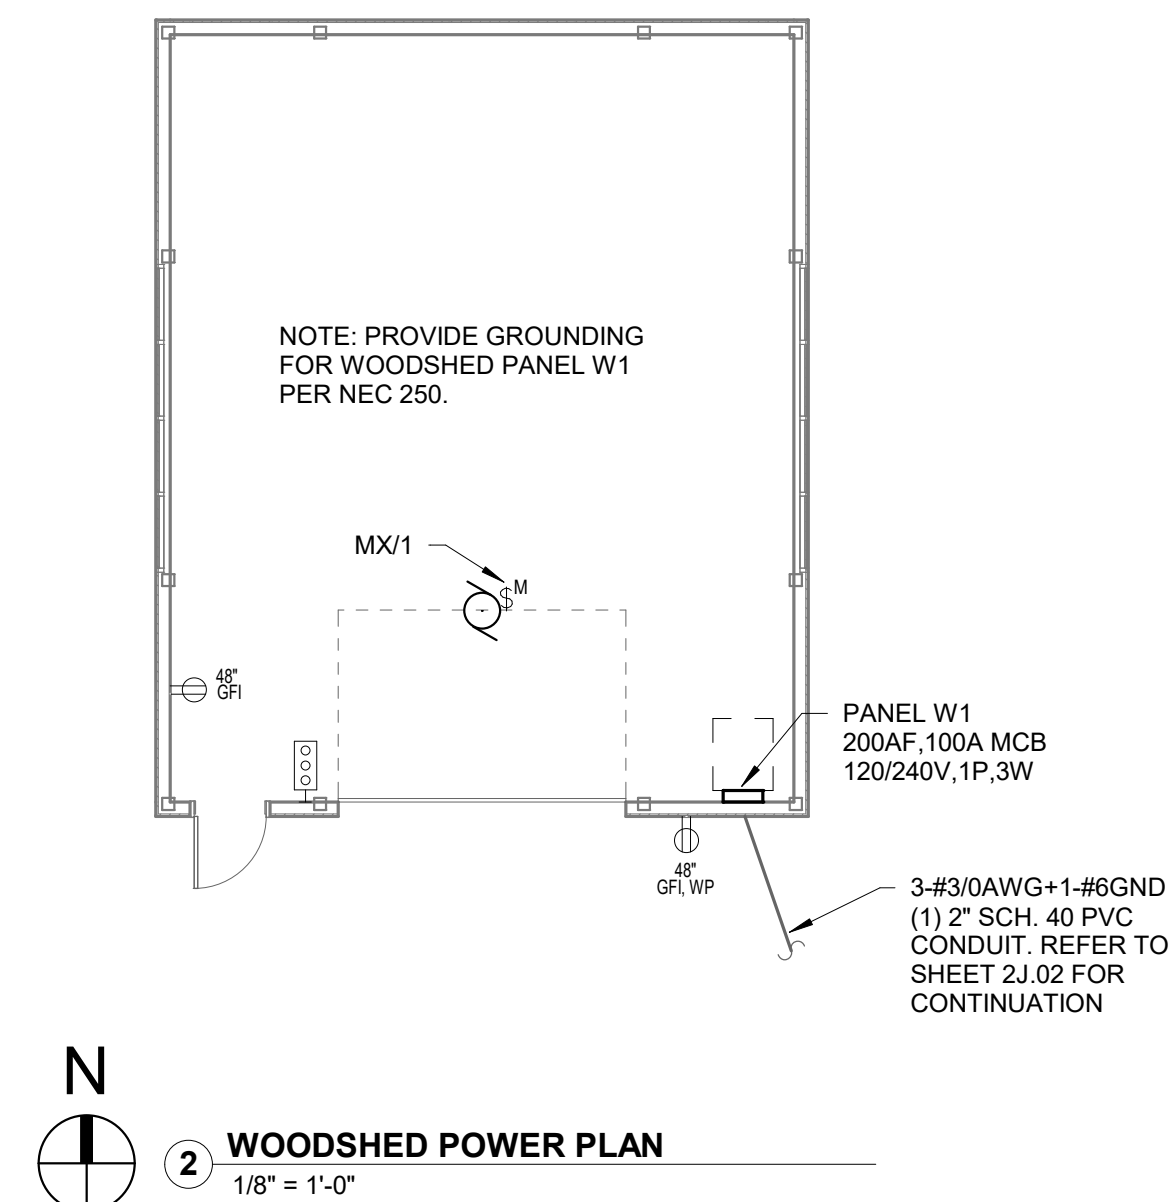 NOTE: PROVIDE GROUNDING
FOR WOODSHED PANEL W1
PER NEC 250.
MX/1
$M
48"
GFI
PANEL W1
200AF,100A MCB
120/240V,1P,3W
48"
GFI, WP
3-#3/0AWG+1-#6GND
(1) 2" SCH. 40 PVC
CONDUIT. REFER TO
SHEET 2J.02 FOR
CONTINUATION
N
2 WOODSHED POWER PLAN
1/8" = 1'-0"